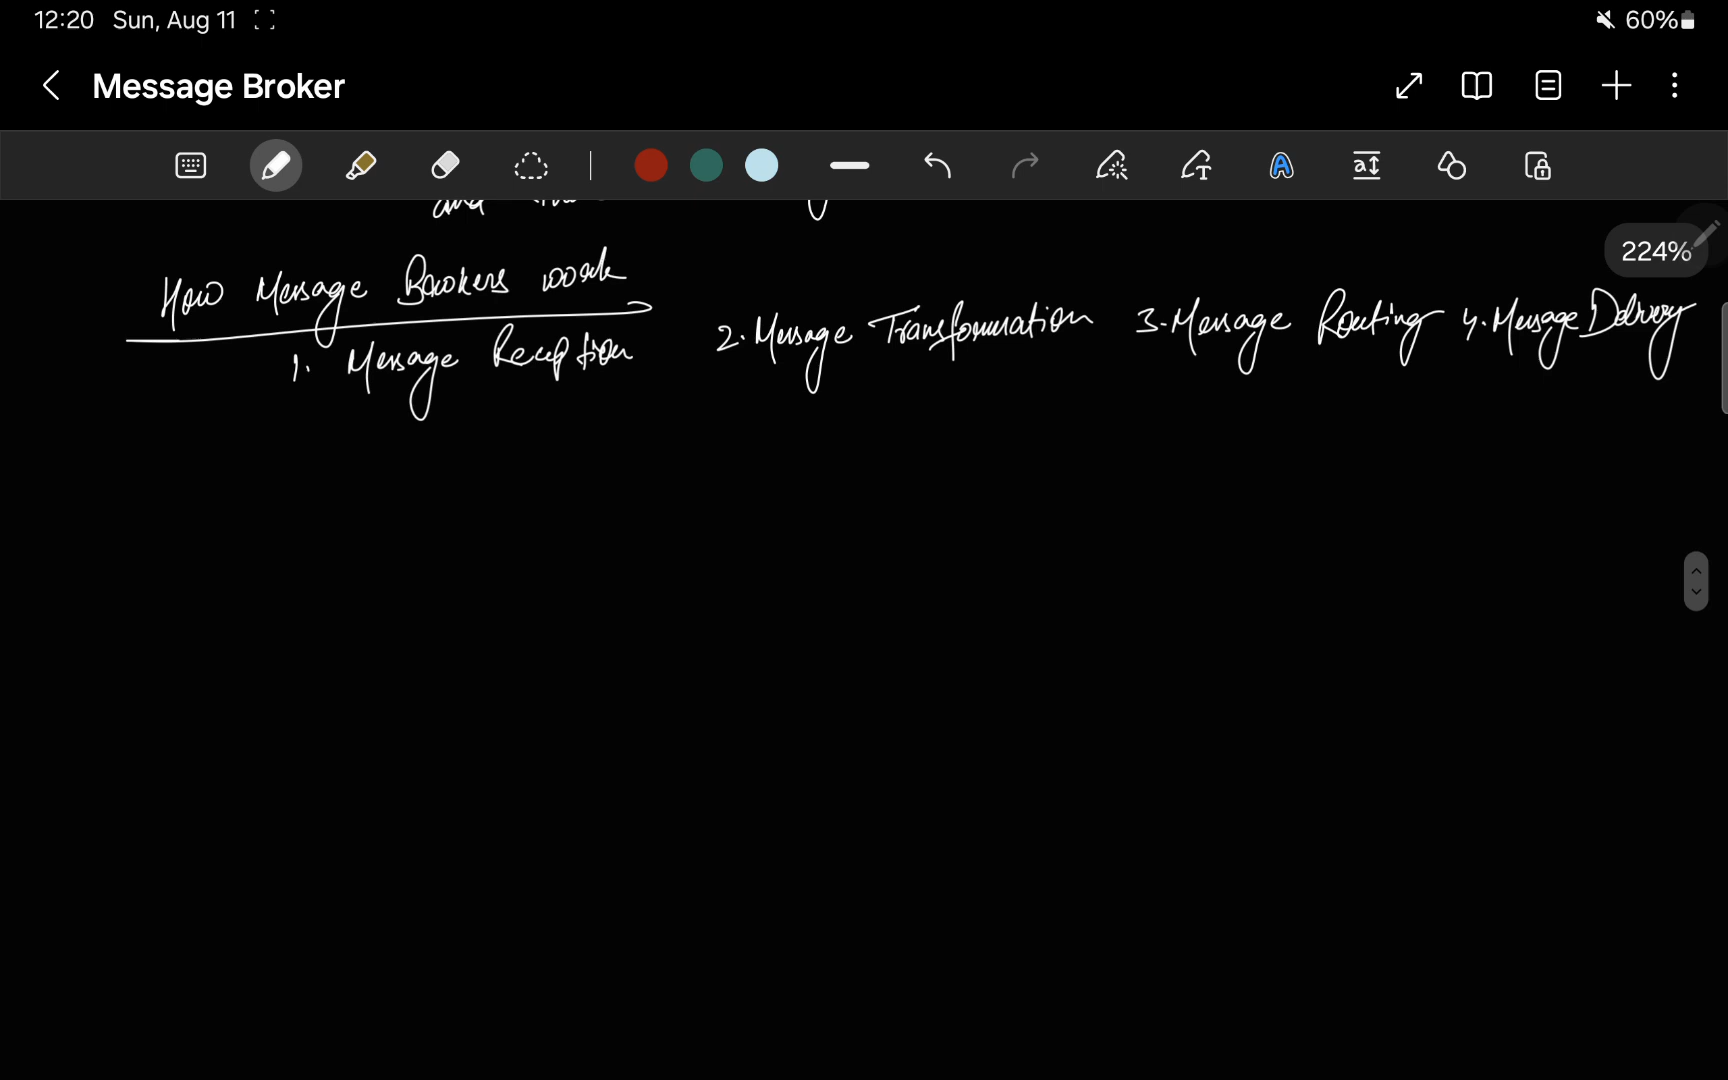 12:20 Sun, Aug 11 60%
Message Broker
a
and
224%
How Message Brokers work
1. Message Reception 2. Message Transformation 3. Message Routing 4. Message Delivery